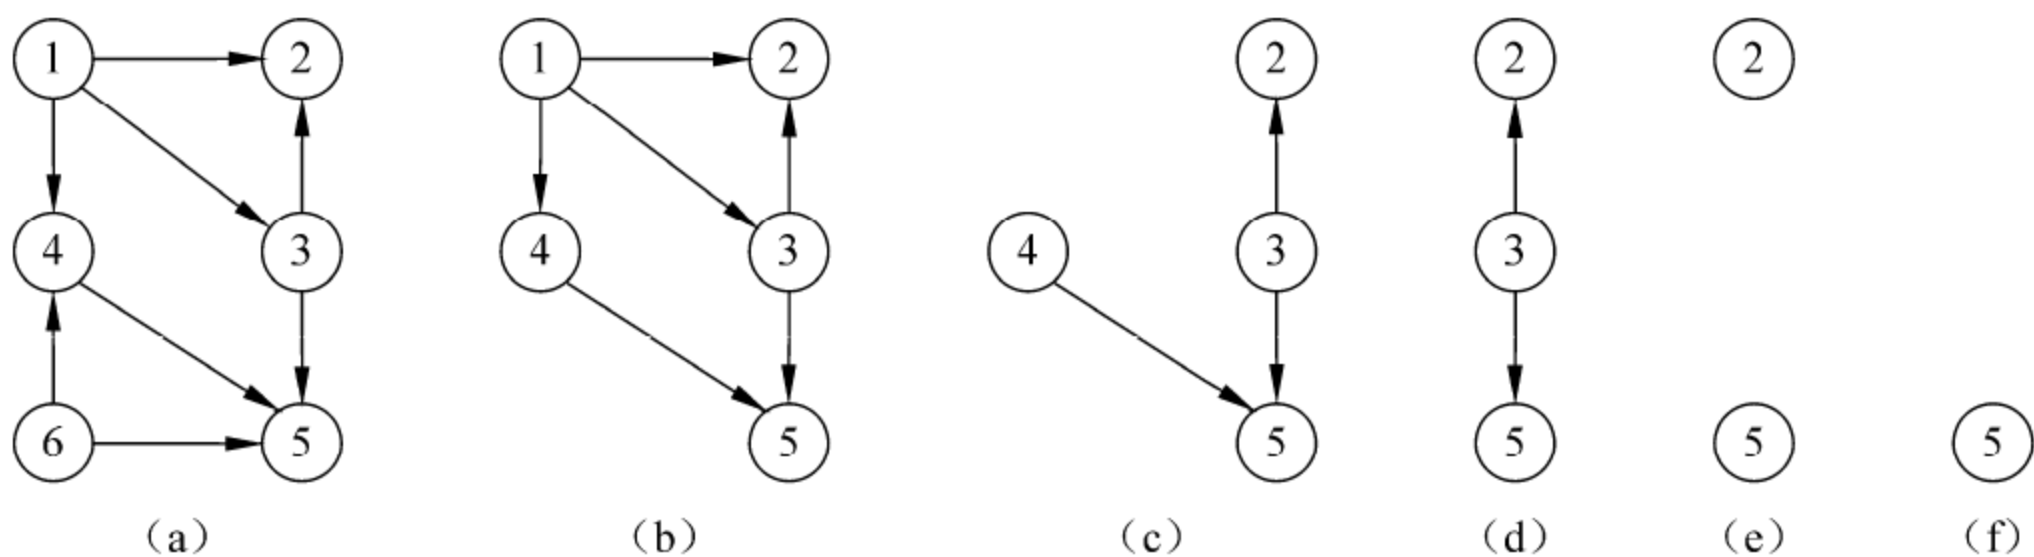 1 2 1 2 2 2 2
4 3 4 3 4 3 3
6 5 5 5 5 5 5
（a） （b） （c） （d） （e） （f）